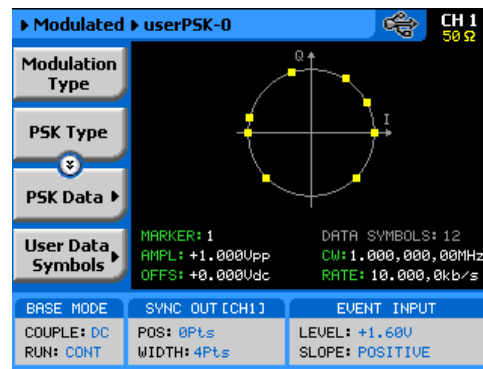 Modulated userPSK-0
CH 1
50 Ω
Modulation
Type
PSK Type
PSK Data
User Data
Symbols
Q
I
MARKER: 1
DATA SYMBOLS: 12
AMPL: +1.000Vpp
CW: 1.000,000,00MHz
OFFS: +0.000Vdc
RATE: 10.000,0kb/s
BASE MODE
COUPLE: DC
RUN: CONT
SYNC OUT [CH1]
POS: 0Pts
WIDTH: 4Pts
EVENT INPUT
LEVEL: +1.60V
SLOPE: POSITIVE